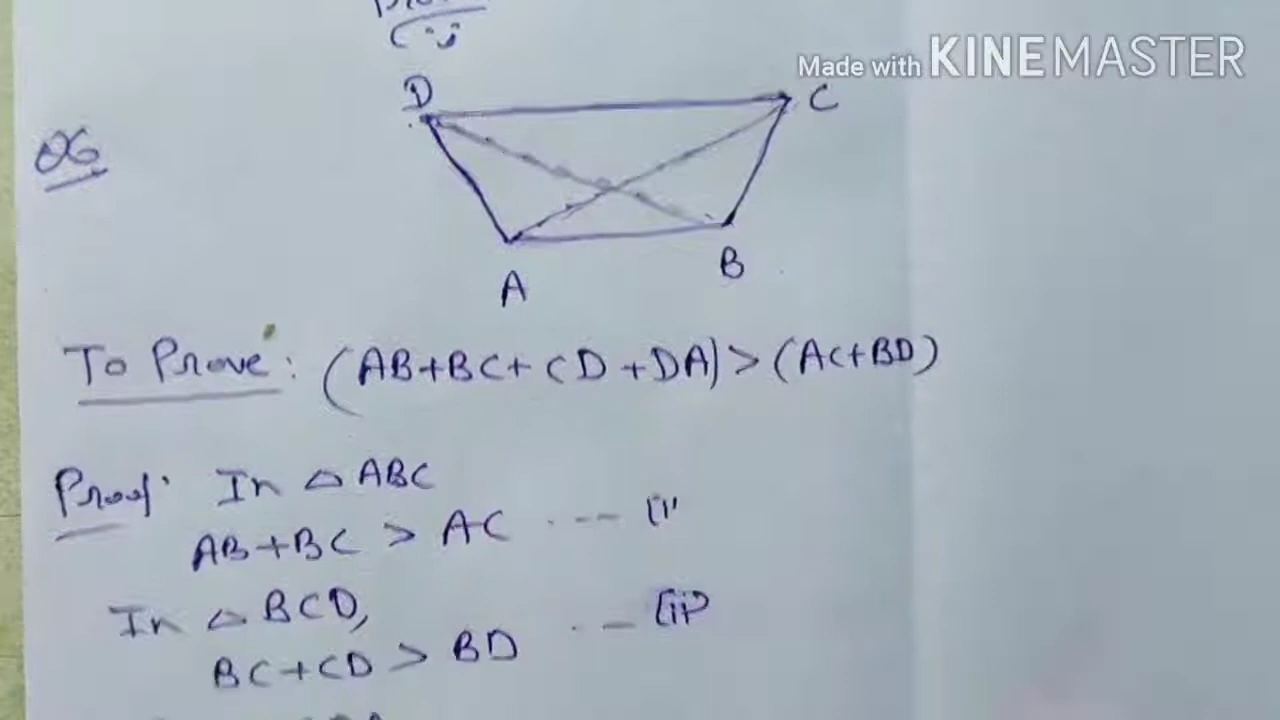 Made with KINEMASTER
D
C
Q6
A
B
To Prove: (AB+BC+CD+DA) > (AC+BD)
Proof: In △ABC
AB+BC > AC --- (i)
In △BCD,
BC+CD > BD -- (ii)